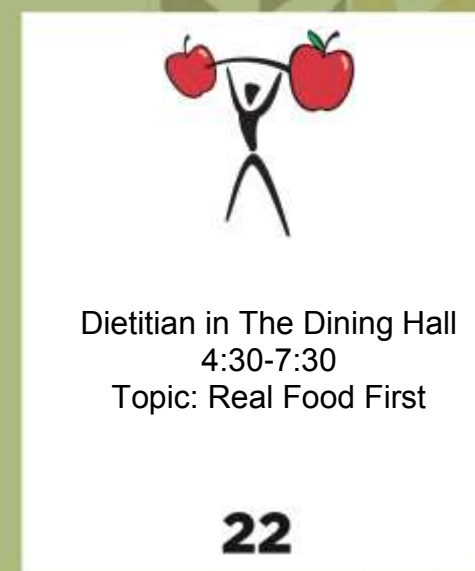 Dietitian in The Dining Hall
4:30-7:30
Topic: Real Food First
22